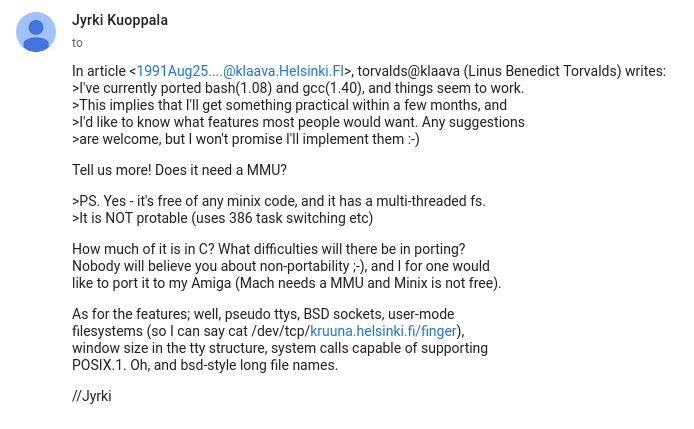 Jyrki Kuoppala
to
In article <1991Aug25....@klaava.Helsinki.FI>, torvalds@klaava (Linus Benedict Torvalds) writes:
>I've currently ported bash(1.08) and gcc(1.40), and things seem to work.
>This implies that I'll get something practical within a few months, and
>I'd like to know what features most people would want. Any suggestions
>are welcome, but I won't promise I'll implement them :-)
Tell us more! Does it need a MMU?
>PS. Yes - it's free of any minix code, and it has a multi-threaded fs.
>It is NOT protable (uses 386 task switching etc)
How much of it is in C? What difficulties will there be in porting?
Nobody will believe you about non-portability ;-), and I for one would
like to port it to my Amiga (Mach needs a MMU and Minix is not free).
As for the features; well, pseudo ttys, BSD sockets, user-mode
filesystems (so I can say cat /dev/tcp/kruuna.helsinki.fi/finger),
window size in the tty structure, system calls capable of supporting
POSIX.1. Oh, and bsd-style long file names.
//Jyrki